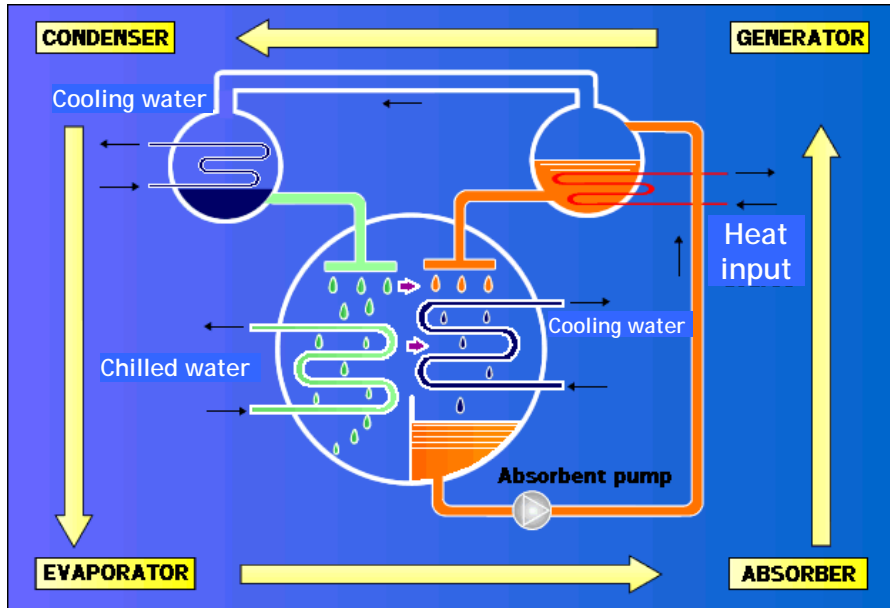 CONDENSER
GENERATOR
Cooling water
Heat
input
Cooling water
Chilled water
Absorbent pump
EVAPORATOR
ABSORBER